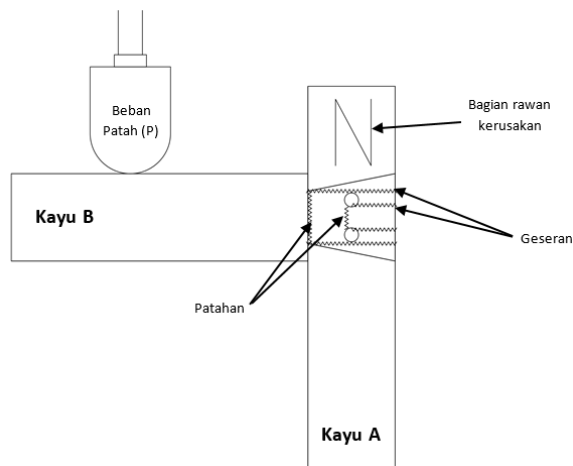 Beban
Patah (P)
Bagian rawan
kerusakan
Kayu B
Geseran
Patahan
Kayu A